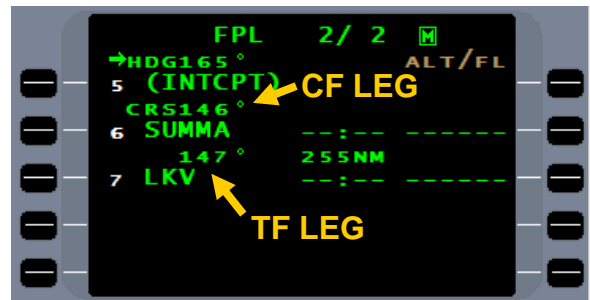 FPL 2/ 2 M
→HDG165° ALT/FL
5 (INTCPT) CF LEG
CRS146°
6 SUMMA --:-- ------
147° 255NM
7 LKV --:-- ------
TF LEG